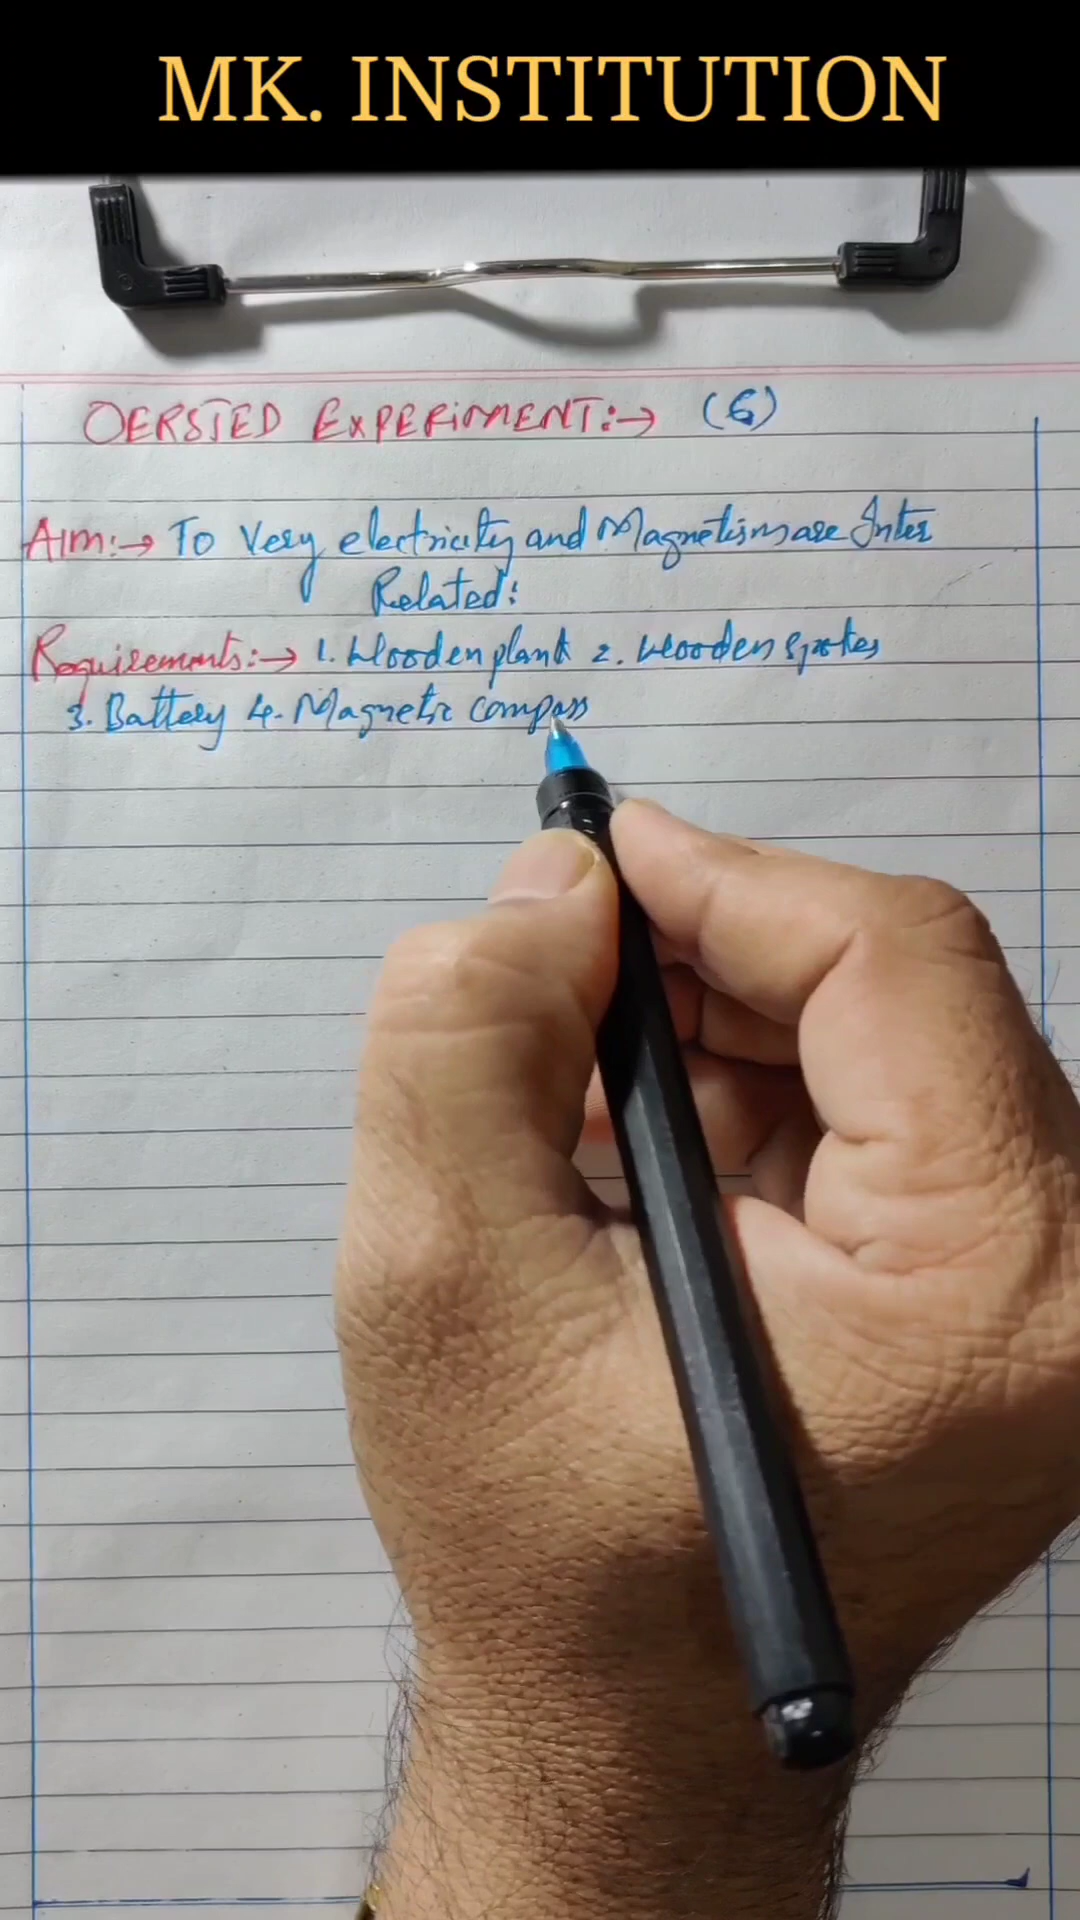 MK. INSTITUTION
OERSTED EXPERIMENT:→ (6)
AIM:→ To Very electricity and Magnetism are Inter
Related:
Requirements:→ 1. Wooden plank 2. Wooden spokes
3. Battery 4. Magnetic compass